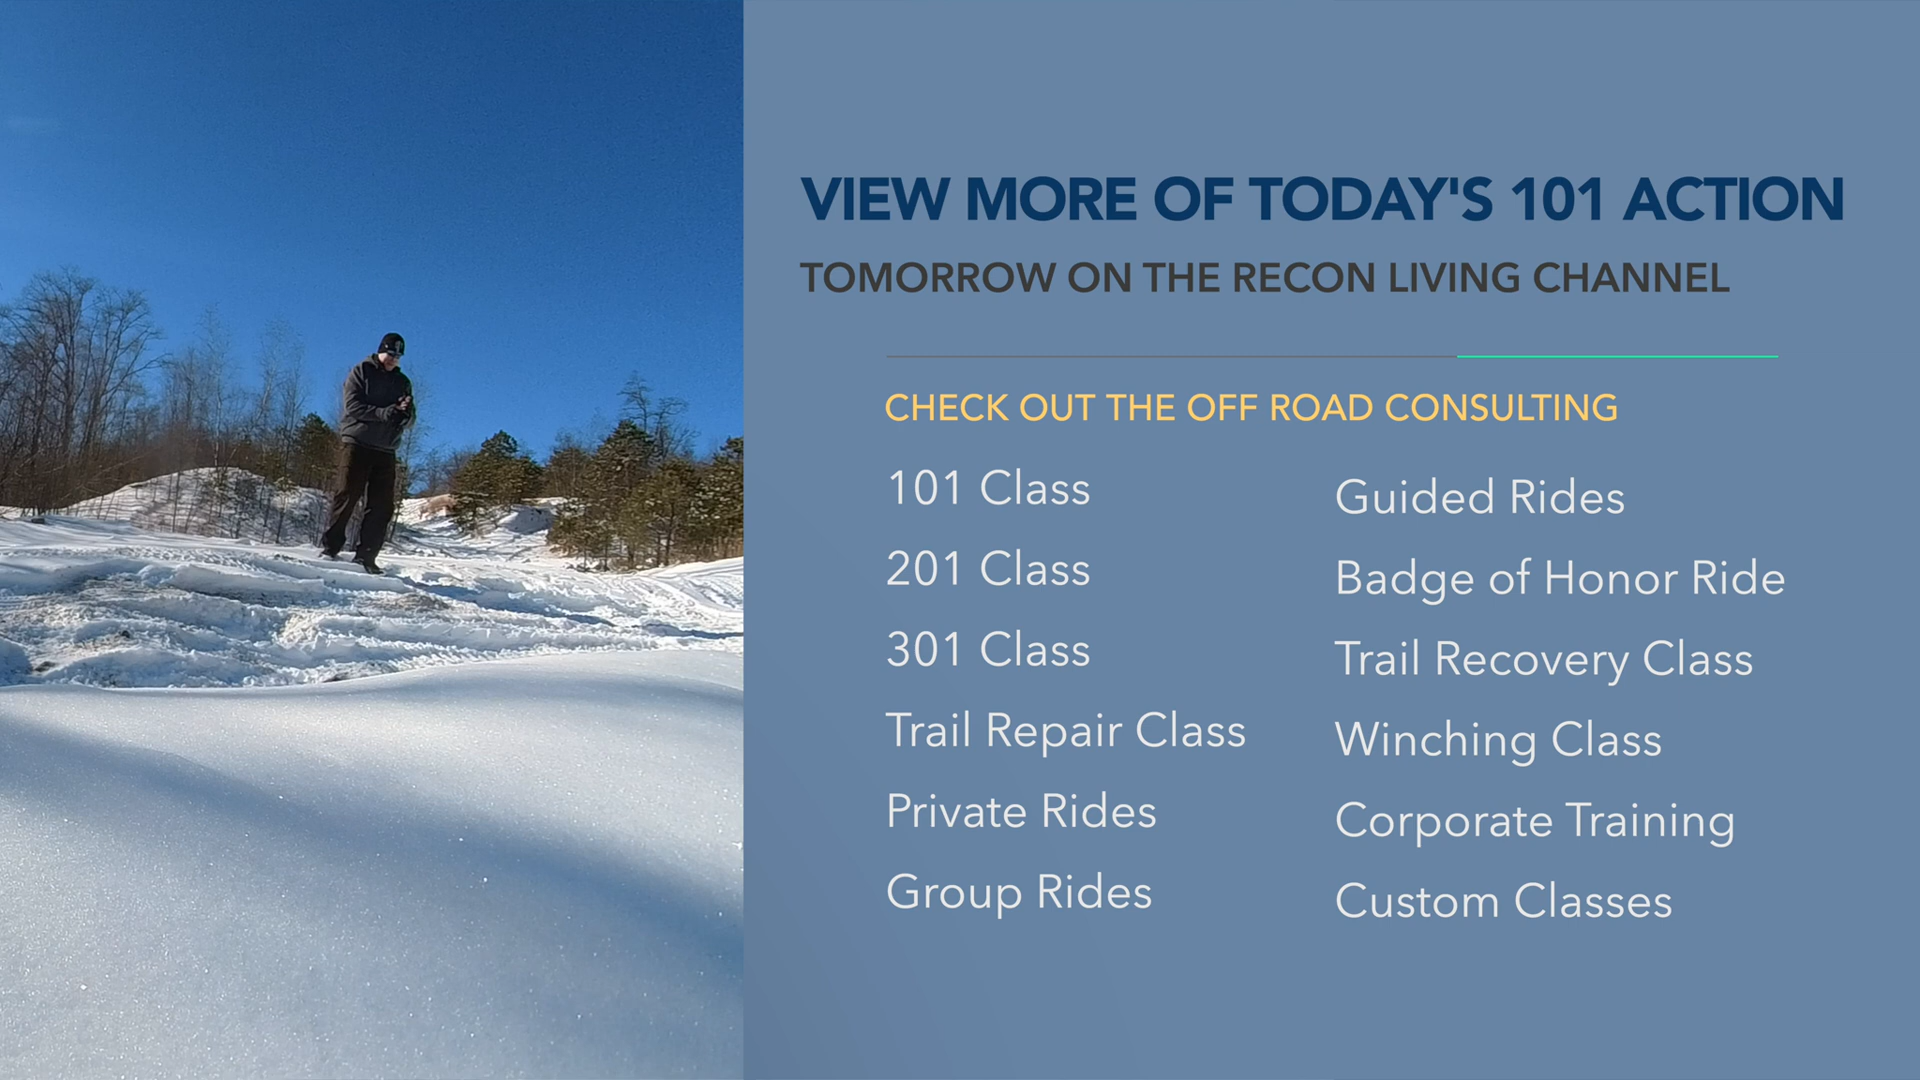 VIEW MORE OF TODAY'S 101 ACTION
TOMORROW ON THE RECON LIVING CHANNEL
CHECK OUT THE OFF ROAD CONSULTING
101 Class
201 Class
301 Class
Trail Repair Class
Private Rides
Group Rides
Guided Rides
Badge of Honor Ride
Trail Recovery Class
Winching Class
Corporate Training
Custom Classes